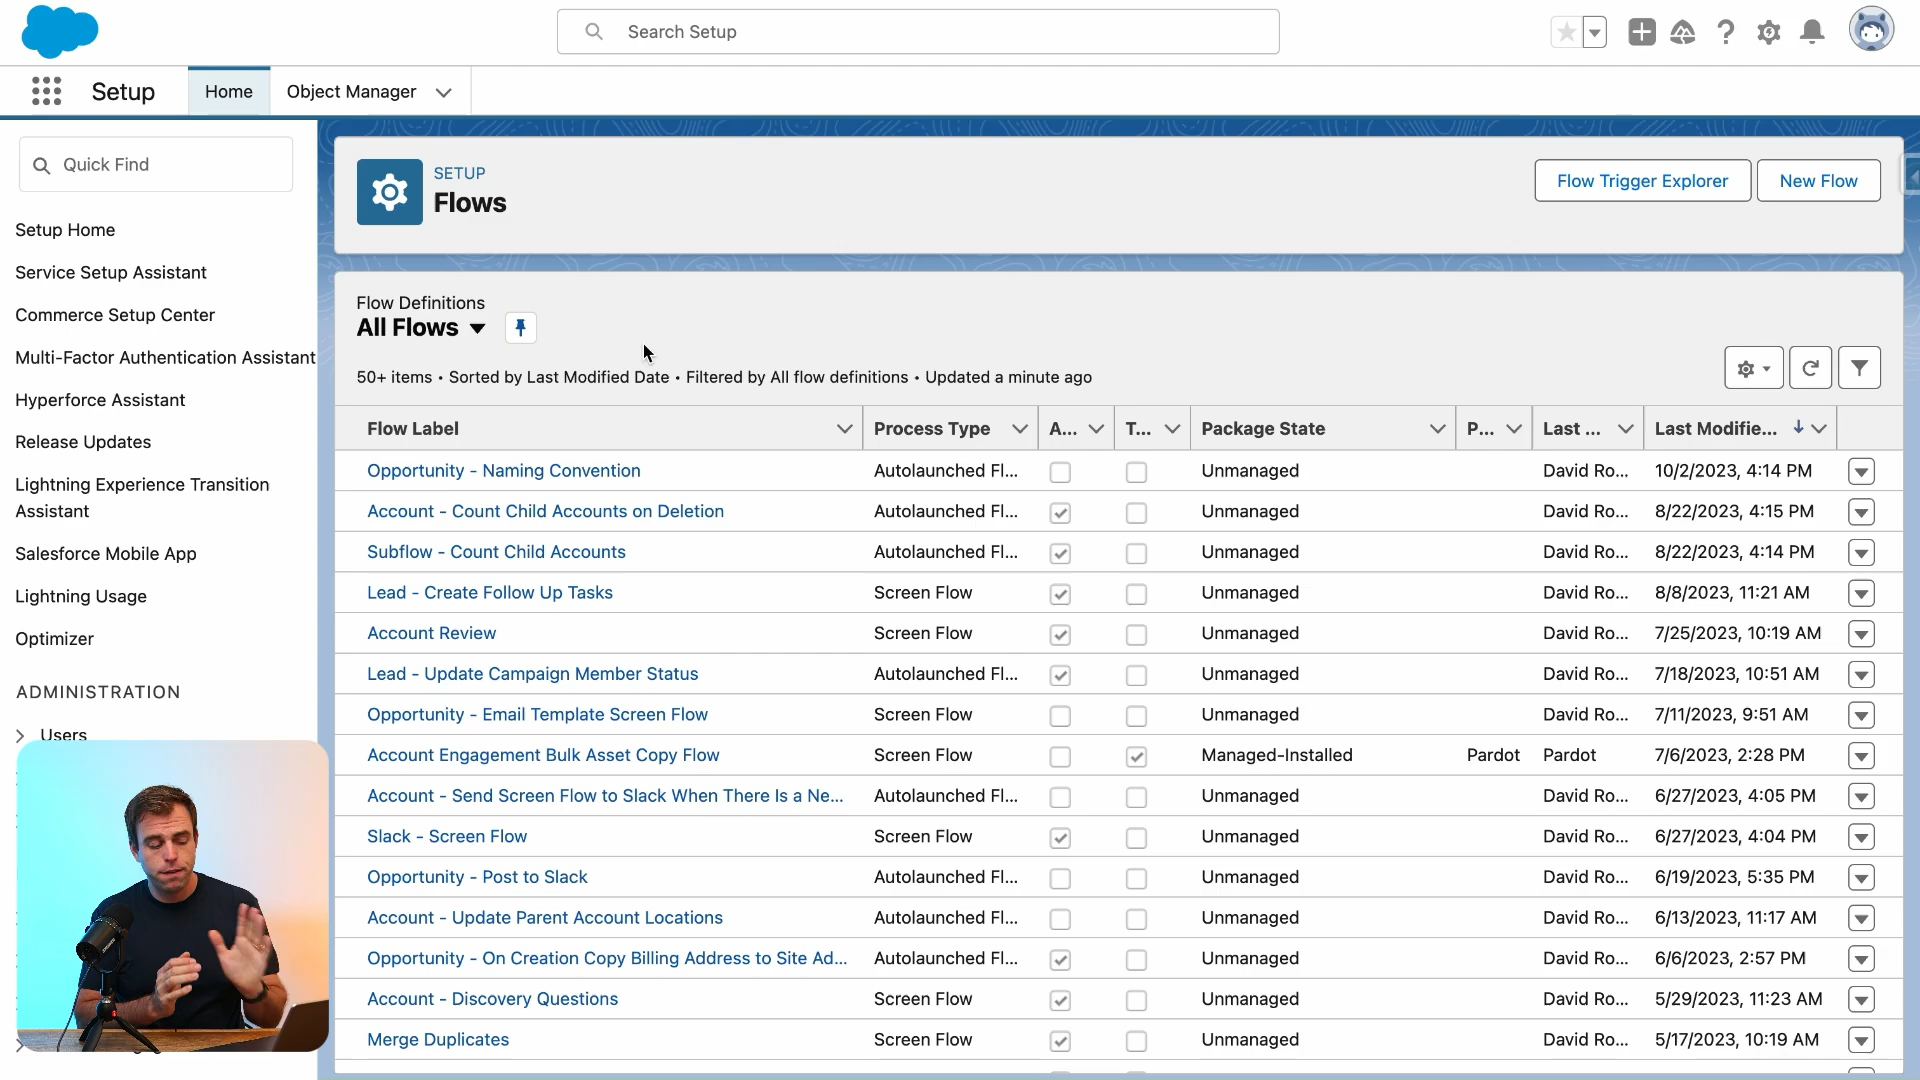 Search Setup
Setup
Home
Object Manager
Quick Find
Setup Home
Service Setup Assistant
Commerce Setup Center
Multi-Factor Authentication Assistant
Hyperforce Assistant
Release Updates
Lightning Experience Transition
Assistant
Salesforce Mobile App
Lightning Usage
Optimizer
ADMINISTRATION
Users
SETUP
Flows
Flow Trigger Explorer
New Flow
Flow Definitions
All Flows
50+ items • Sorted by Last Modified Date • Filtered by All flow definitions • Updated a minute ago
Flow Label Process Type A... T... Package State P... Last ... Last Modifie...
Opportunity - Naming Convention Autolaunched Fl... Unmanaged David Ro... 10/2/2023, 4:14 PM
Account - Count Child Accounts on Deletion Autolaunched Fl... Unmanaged David Ro... 8/22/2023, 4:15 PM
Subflow - Count Child Accounts Autolaunched Fl... Unmanaged David Ro... 8/22/2023, 4:14 PM
Lead - Create Follow Up Tasks Screen Flow Unmanaged David Ro... 8/8/2023, 11:21 AM
Account Review Screen Flow Unmanaged David Ro... 7/25/2023, 10:19 AM
Lead - Update Campaign Member Status Autolaunched Fl... Unmanaged David Ro... 7/18/2023, 10:51 AM
Opportunity - Email Template Screen Flow Screen Flow Unmanaged David Ro... 7/11/2023, 9:51 AM
Account Engagement Bulk Asset Copy Flow Screen Flow Managed-Installed Pardot Pardot 7/6/2023, 2:28 PM
Account - Send Screen Flow to Slack When There Is a Ne... Autolaunched Fl... Unmanaged David Ro... 6/27/2023, 4:05 PM
Slack - Screen Flow Screen Flow Unmanaged David Ro... 6/27/2023, 4:04 PM
Opportunity - Post to Slack Autolaunched Fl... Unmanaged David Ro... 6/19/2023, 5:35 PM
Account - Update Parent Account Locations Autolaunched Fl... Unmanaged David Ro... 6/13/2023, 11:17 AM
Opportunity - On Creation Copy Billing Address to Site Ad... Autolaunched Fl... Unmanaged David Ro... 6/6/2023, 2:57 PM
Account - Discovery Questions Screen Flow Unmanaged David Ro... 5/29/2023, 11:23 AM
Merge Duplicates Screen Flow Unmanaged David Ro... 5/17/2023, 10:19 AM